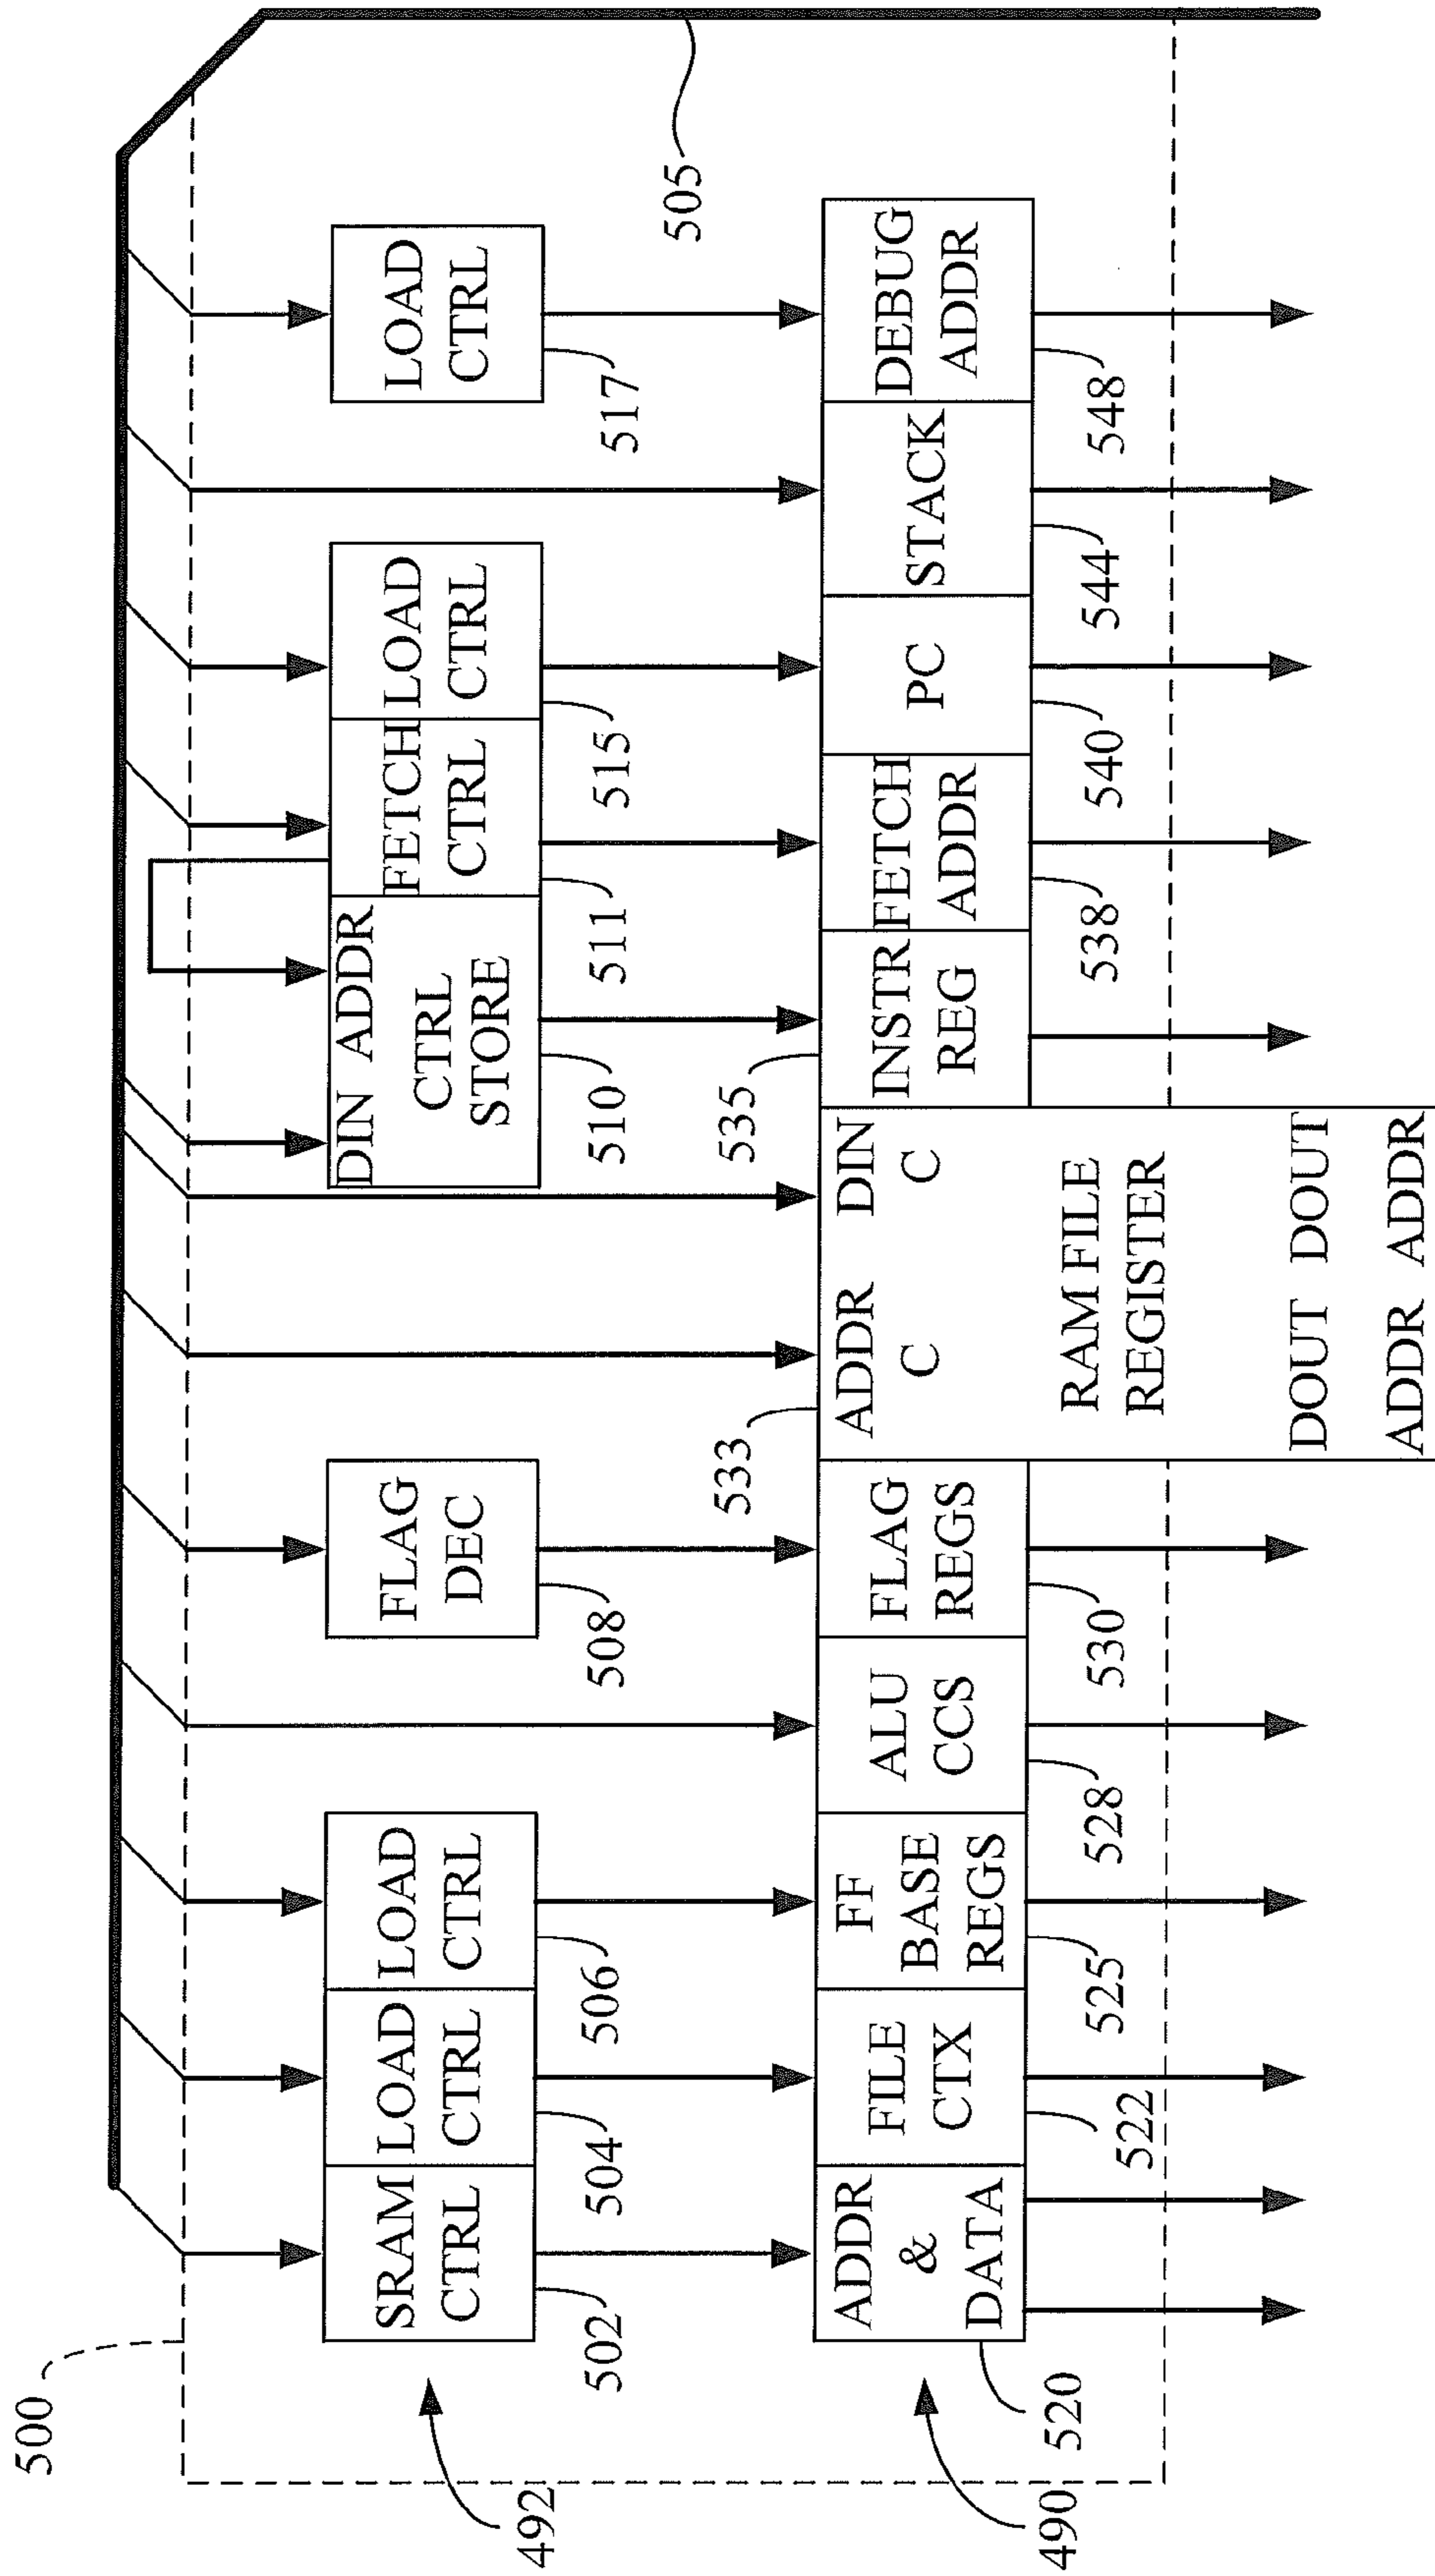 500
505
492
SRAM
CTRL
502
LOAD
CTRL
504
LOAD
CTRL
506
FLAG
DEC
508
DIN ADDR
CTRL
STORE
510
FETCH
CTRL
511
LOAD
CTRL
515
LOAD
CTRL
517
490
ADDR
&
DATA
520
FILE
CTX
522
FF
BASE
REGS
525
ALU
CCS
528
FLAG
REGS
530
533
ADDR DIN
C C
RAM FILE
REGISTER
DOUT DOUT
ADDR ADDR
535
INSTR
REG
FETCH
ADDR
538
PC
540
STACK
544
DEBUG
ADDR
548